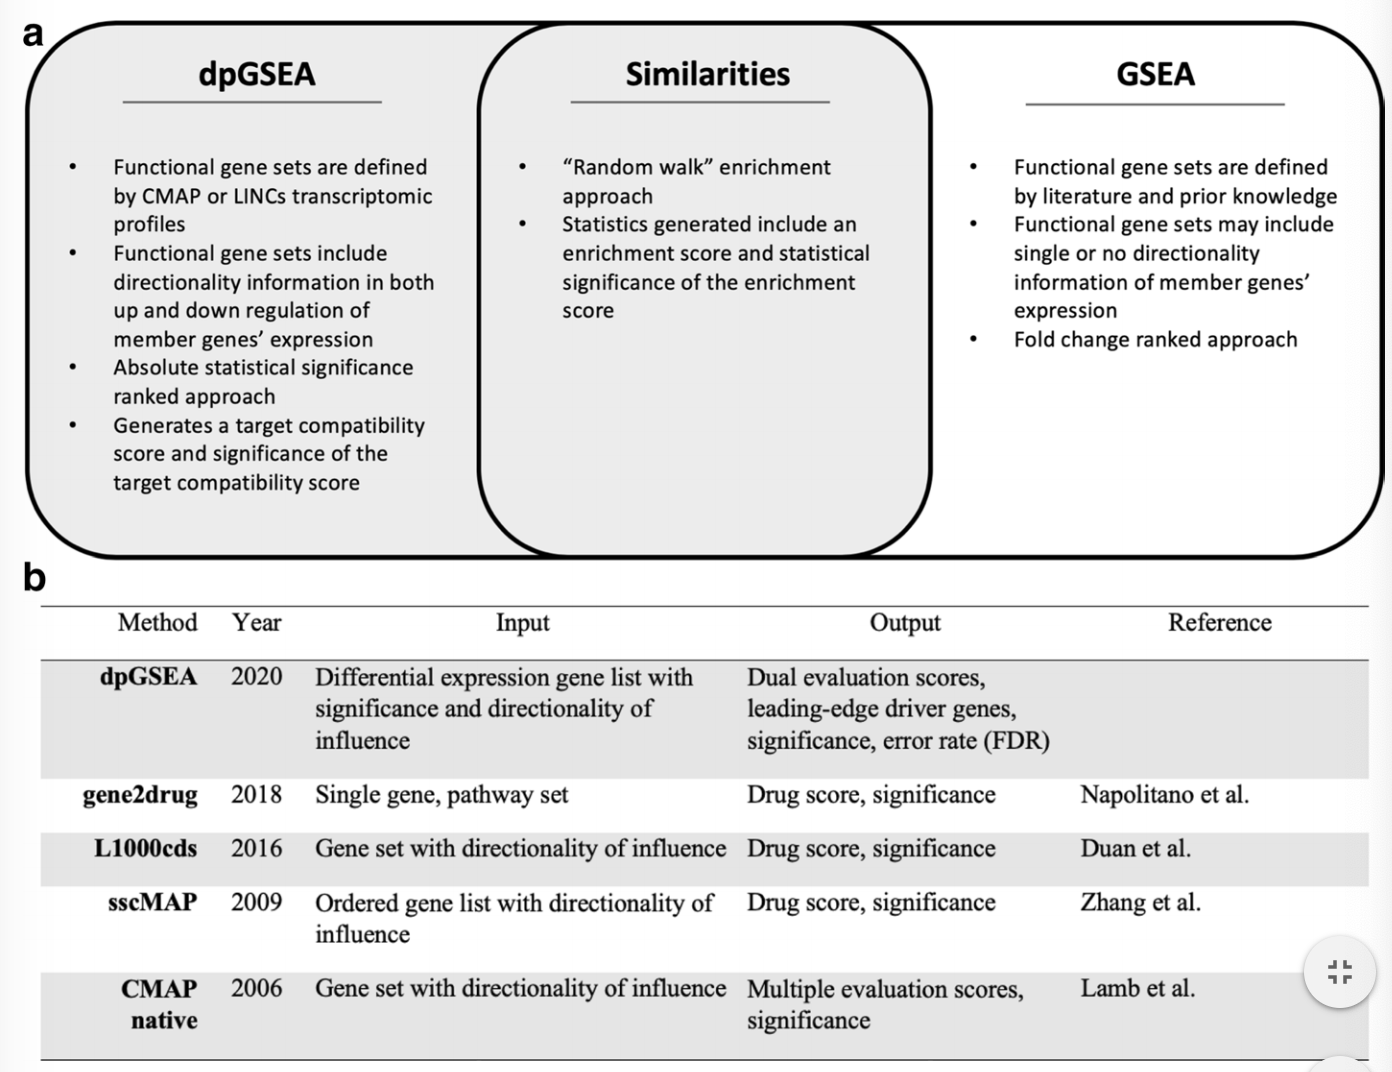 a
dpGSEA
• Functional gene sets are defined
by CMAP or LINCs transcriptomic
profiles
• Functional gene sets include
directionality information in both
up and down regulation of
member genes’ expression
• Absolute statistical significance
ranked approach
• Generates a target compatibility
score and significance of the
target compatibility score
Similarities
• “Random walk” enrichment
approach
• Statistics generated include an
enrichment score and statistical
significance of the enrichment
score
GSEA
• Functional gene sets are defined
by literature and prior knowledge
• Functional gene sets may include
single or no directionality
information of member genes’
expression
• Fold change ranked approach
b
Method Year Input Output Reference
dpGSEA 2020 Differential expression gene list with Dual evaluation scores,
significance and directionality of leading-edge driver genes,
influence significance, error rate (FDR)
gene2drug 2018 Single gene, pathway set Drug score, significance Napolitano et al.
L1000cds 2016 Gene set with directionality of influence Drug score, significance Duan et al.
sscMAP 2009 Ordered gene list with directionality of Drug score, significance Zhang et al.
influence
CMAP 2006 Gene set with directionality of influence Multiple evaluation scores, Lamb et al.
native significance